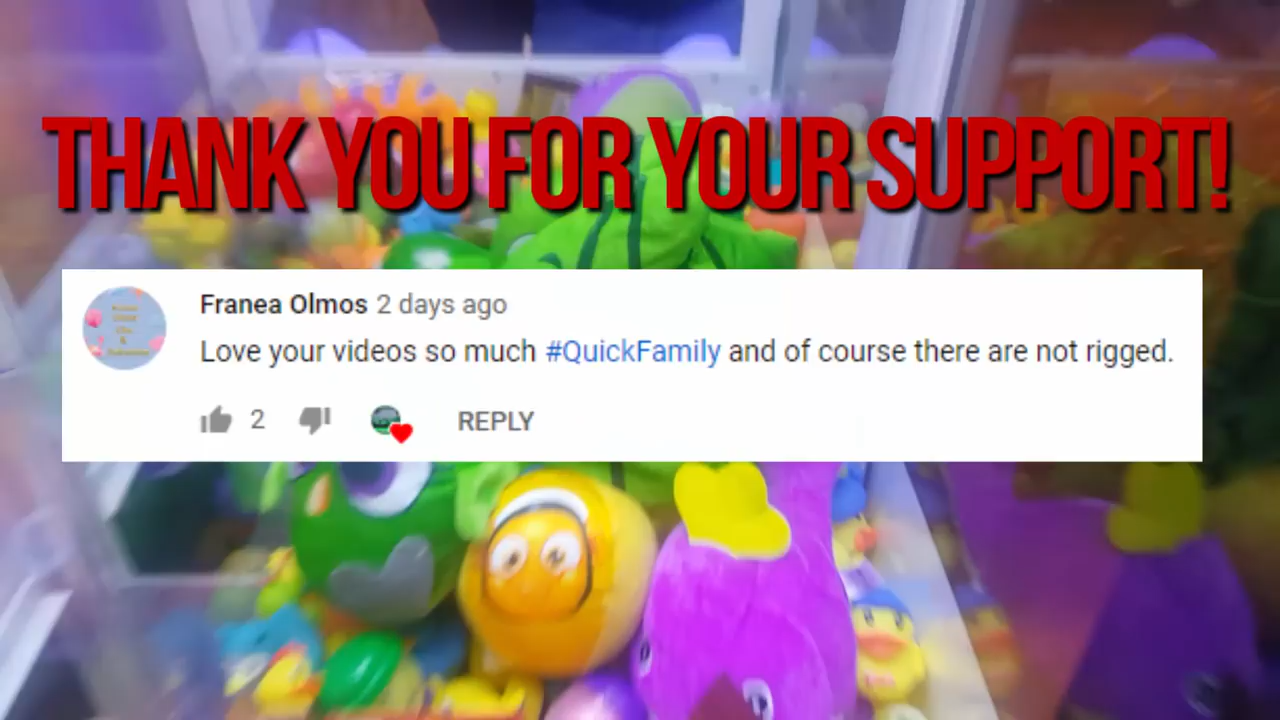 THANK YOU FOR YOUR SUPPORT!
Franea Olmos 2 days ago
Love your videos so much #QuickFamily and of course there are not rigged.
2 REPLY